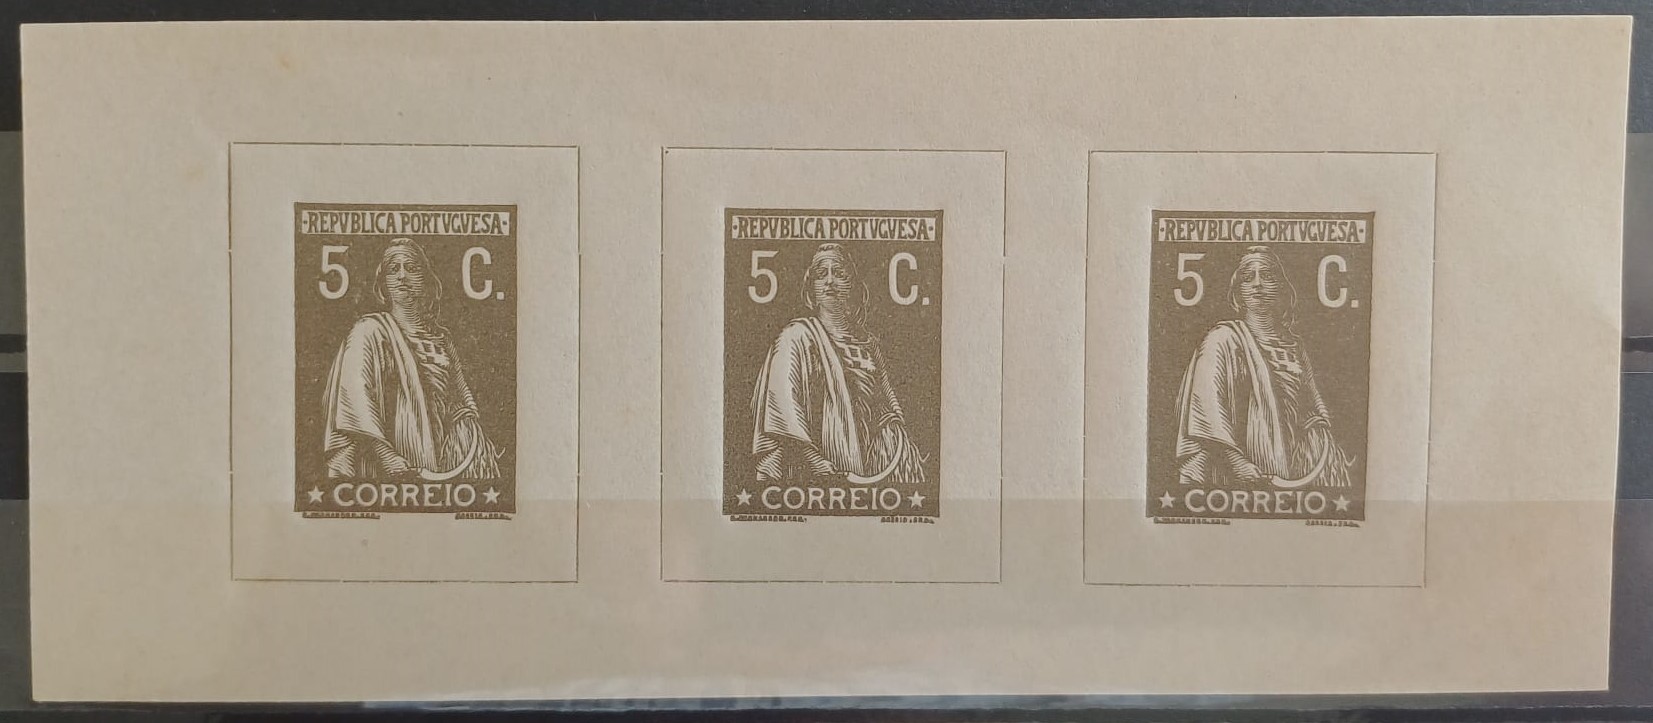 ·REPVBLICA PORTVGVESA·
5 C.
★ CORREIO ★
·REPVBLICA PORTVGVESA·
5 C.
★ CORREIO ★
·REPVBLICA PORTVGVESA·
5 C.
★ CORREIO ★